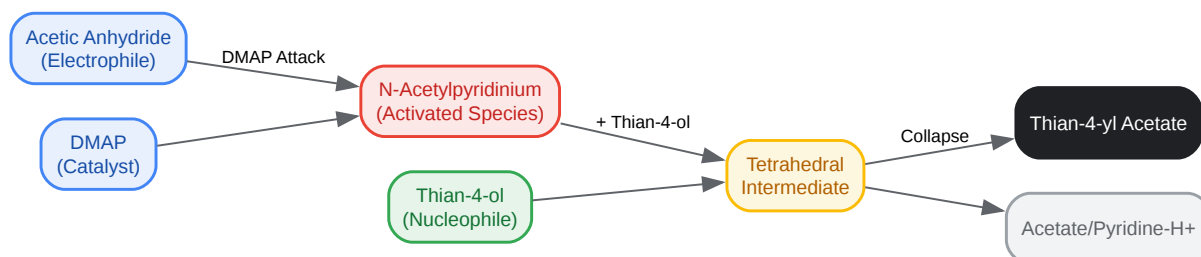 Acetic Anhydride
(Electrophile)
DMAP Attack
DMAP
(Catalyst)
N-Acetylpyridinium
(Activated Species)
+ Thian-4-ol
Thian-4-ol
(Nucleophile)
Tetrahedral
Intermediate
Collapse
Thian-4-yl Acetate
Acetate/Pyridine-H+